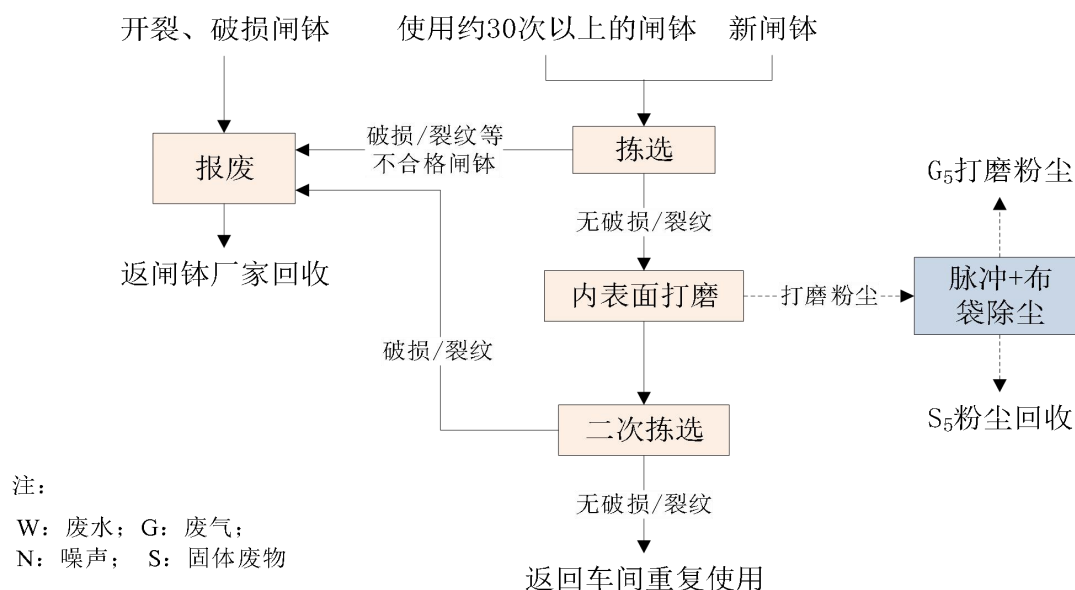 开裂、破损闸钵
使用约30次以上的闸钵
新闸钵
破损/裂纹等
不合格闸钵
拣选
报废
G5打磨粉尘
无破损/裂纹
返闸钵厂家回收
内表面打磨
打磨粉尘
脉冲+布
袋除尘
破损/裂纹
二次拣选
S5粉尘回收
注：
无破损/裂纹
W：废水；G：废气；
N：噪声； S：固体废物
返回车间重复使用